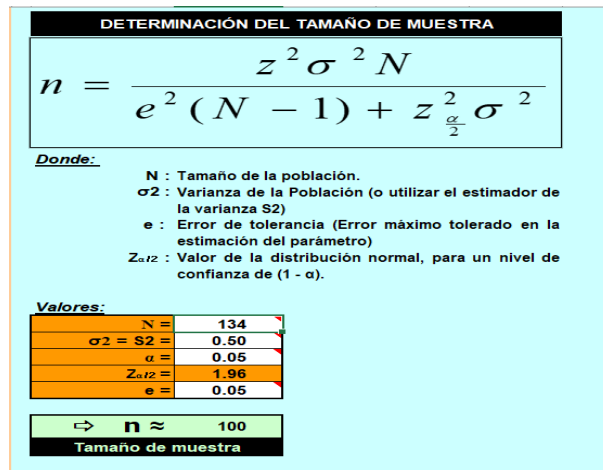 DETERMINACIÓN DEL TAMAÑO DE MUESTRA
n = z² σ² N / e² (N − 1) + z²_{α/2} σ²
Donde:
N : Tamaño de la población.
σ2 : Varianza de la Población (o utilizar el estimador de
la varianza S2)
e : Error de tolerancia (Error máximo tolerado en la
estimación del parámetro)
Zα/2 : Valor de la distribución normal, para un nivel de
confianza de (1 - α).
Valores:
N = 134
σ2 = S2 = 0.50
α = 0.05
Zα/2 = 1.96
e = 0.05
⇨ n ≈ 100
Tamaño de muestra